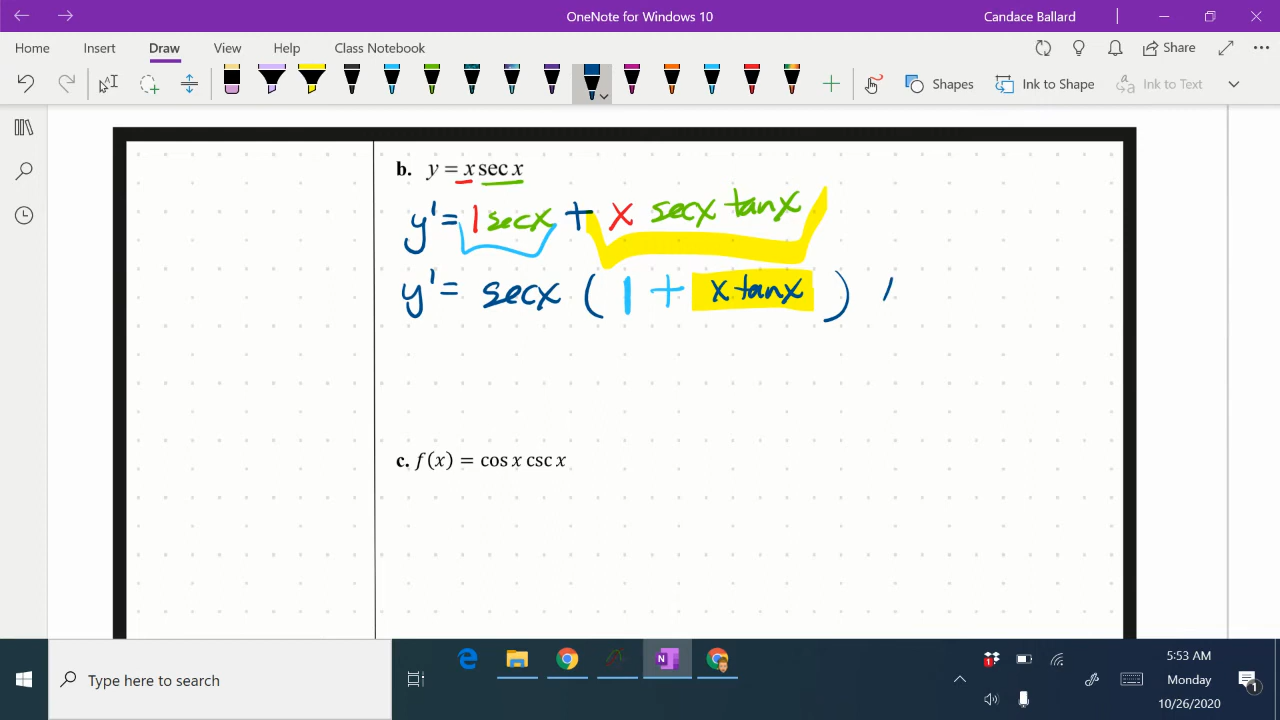 OneNote for Windows 10
Candace Ballard
Home Insert Draw View Help Class Notebook
Share
Shapes Ink to Shape Ink to Text
b. y = x sec x
y' = 1 secx + x secx tanx
y' = secx ( 1 + x tanx )
c. f(x) = cos x csc x
Type here to search
5:53 AM
Monday
10/26/2020
1
1